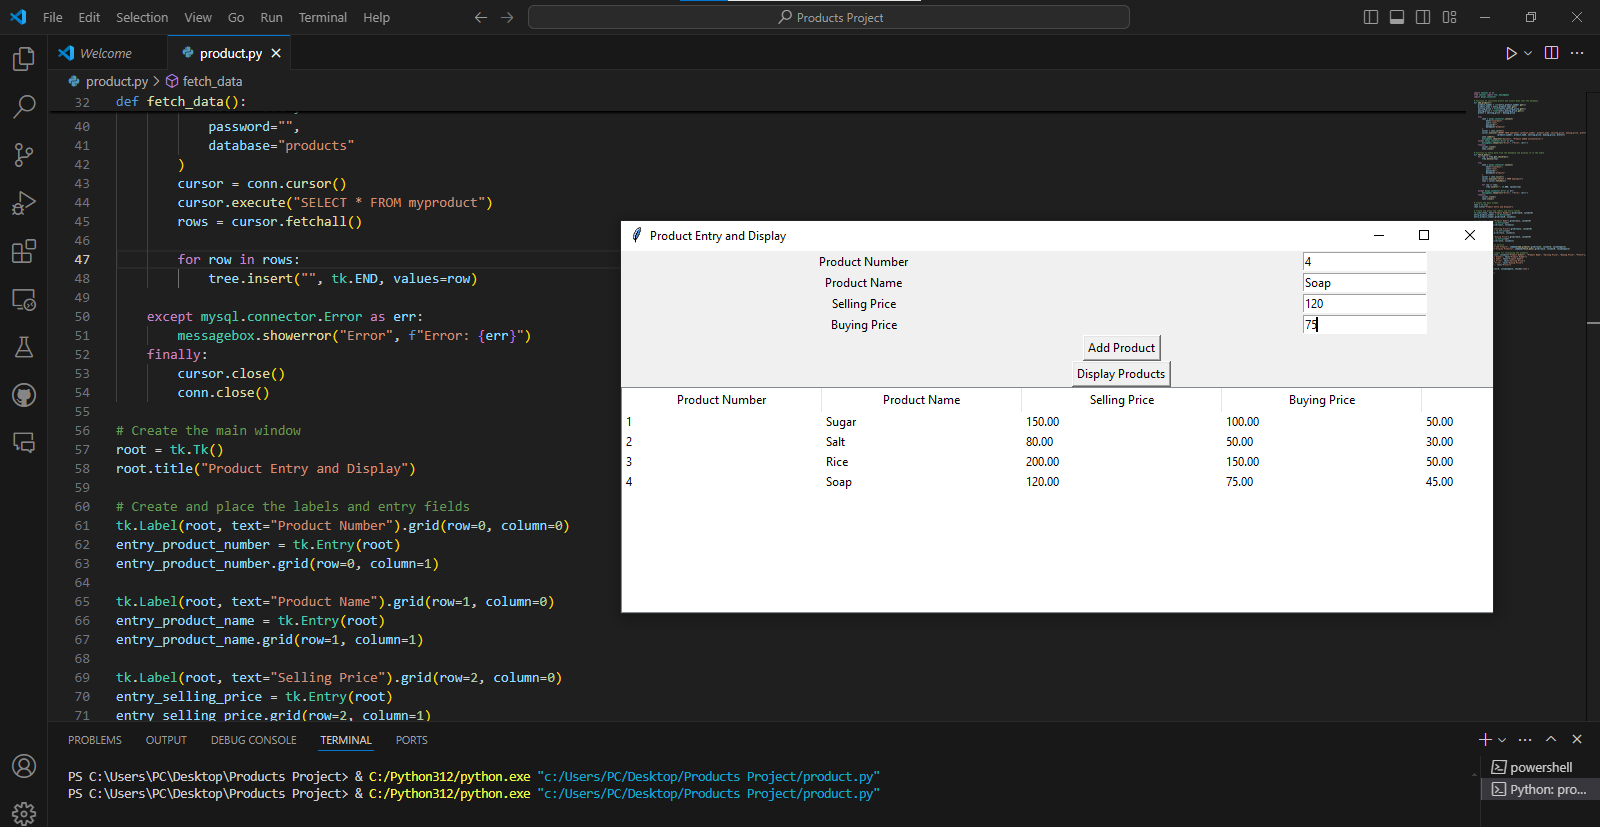 File Edit Selection View Go Run Terminal Help
Products Project
Welcome
product.py
product.py > fetch_data
32 def fetch_data():
40 password="",
41 database="products"
42 )
43 cursor = conn.cursor()
44 cursor.execute("SELECT * FROM myproduct")
45 rows = cursor.fetchall()
46
47 for row in rows:
48 tree.insert("", tk.END, values=row)
49
50 except mysql.connector.Error as err:
51 messagebox.showerror("Error", f"Error: {err}")
52 finally:
53 cursor.close()
54 conn.close()
55
56 # Create the main window
57 root = tk.Tk()
58 root.title("Product Entry and Display")
59
60 # Create and place the labels and entry fields
61 tk.Label(root, text="Product Number").grid(row=0, column=0)
62 entry_product_number = tk.Entry(root)
63 entry_product_number.grid(row=0, column=1)
64
65 tk.Label(root, text="Product Name").grid(row=1, column=0)
66 entry_product_name = tk.Entry(root)
67 entry_product_name.grid(row=1, column=1)
68
69 tk.Label(root, text="Selling Price").grid(row=2, column=0)
70 entry_selling_price = tk.Entry(root)
71 entry_selling_price.grid(row=2, column=1)
Product Entry and Display
Product Number 4
Product Name Soap
Selling Price 120
Buying Price 75
Add Product
Display Products
Product Number Product Name Selling Price Buying Price
1 Sugar 150.00 100.00 50.00
2 Salt 80.00 50.00 30.00
3 Rice 200.00 150.00 50.00
4 Soap 120.00 75.00 45.00
PROBLEMS OUTPUT DEBUG CONSOLE TERMINAL PORTS
PS C:\Users\PC\Desktop\Products Project> & C:/Python312/python.exe "c:/Users/PC/Desktop/Products Project/product.py"
PS C:\Users\PC\Desktop\Products Project> & C:/Python312/python.exe "c:/Users/PC/Desktop/Products Project/product.py"
powershell
Python: pro...